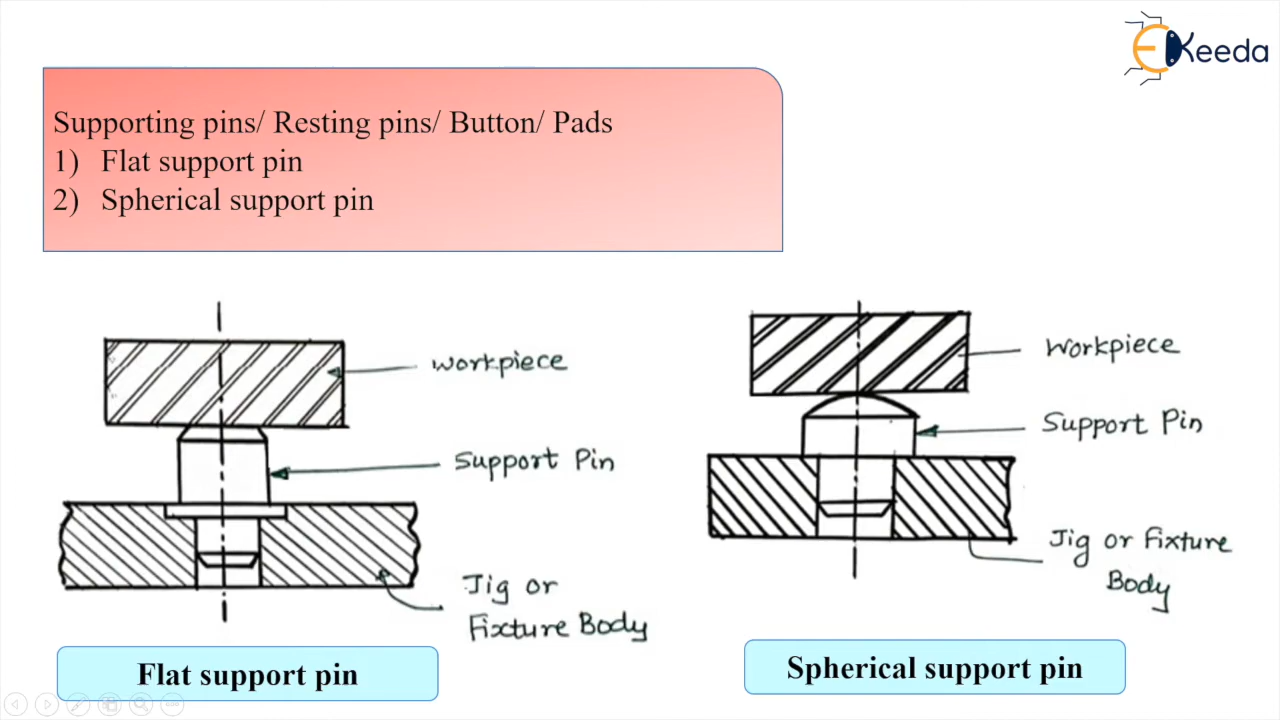 EKeeda
Supporting pins/ Resting pins/ Button/ Pads
1) Flat support pin
2) Spherical support pin
workpiece
Support Pin
Jig or
Fixture Body
Flat support pin
Workpiece
Support Pin
Jig or Fixture
Body
Spherical support pin